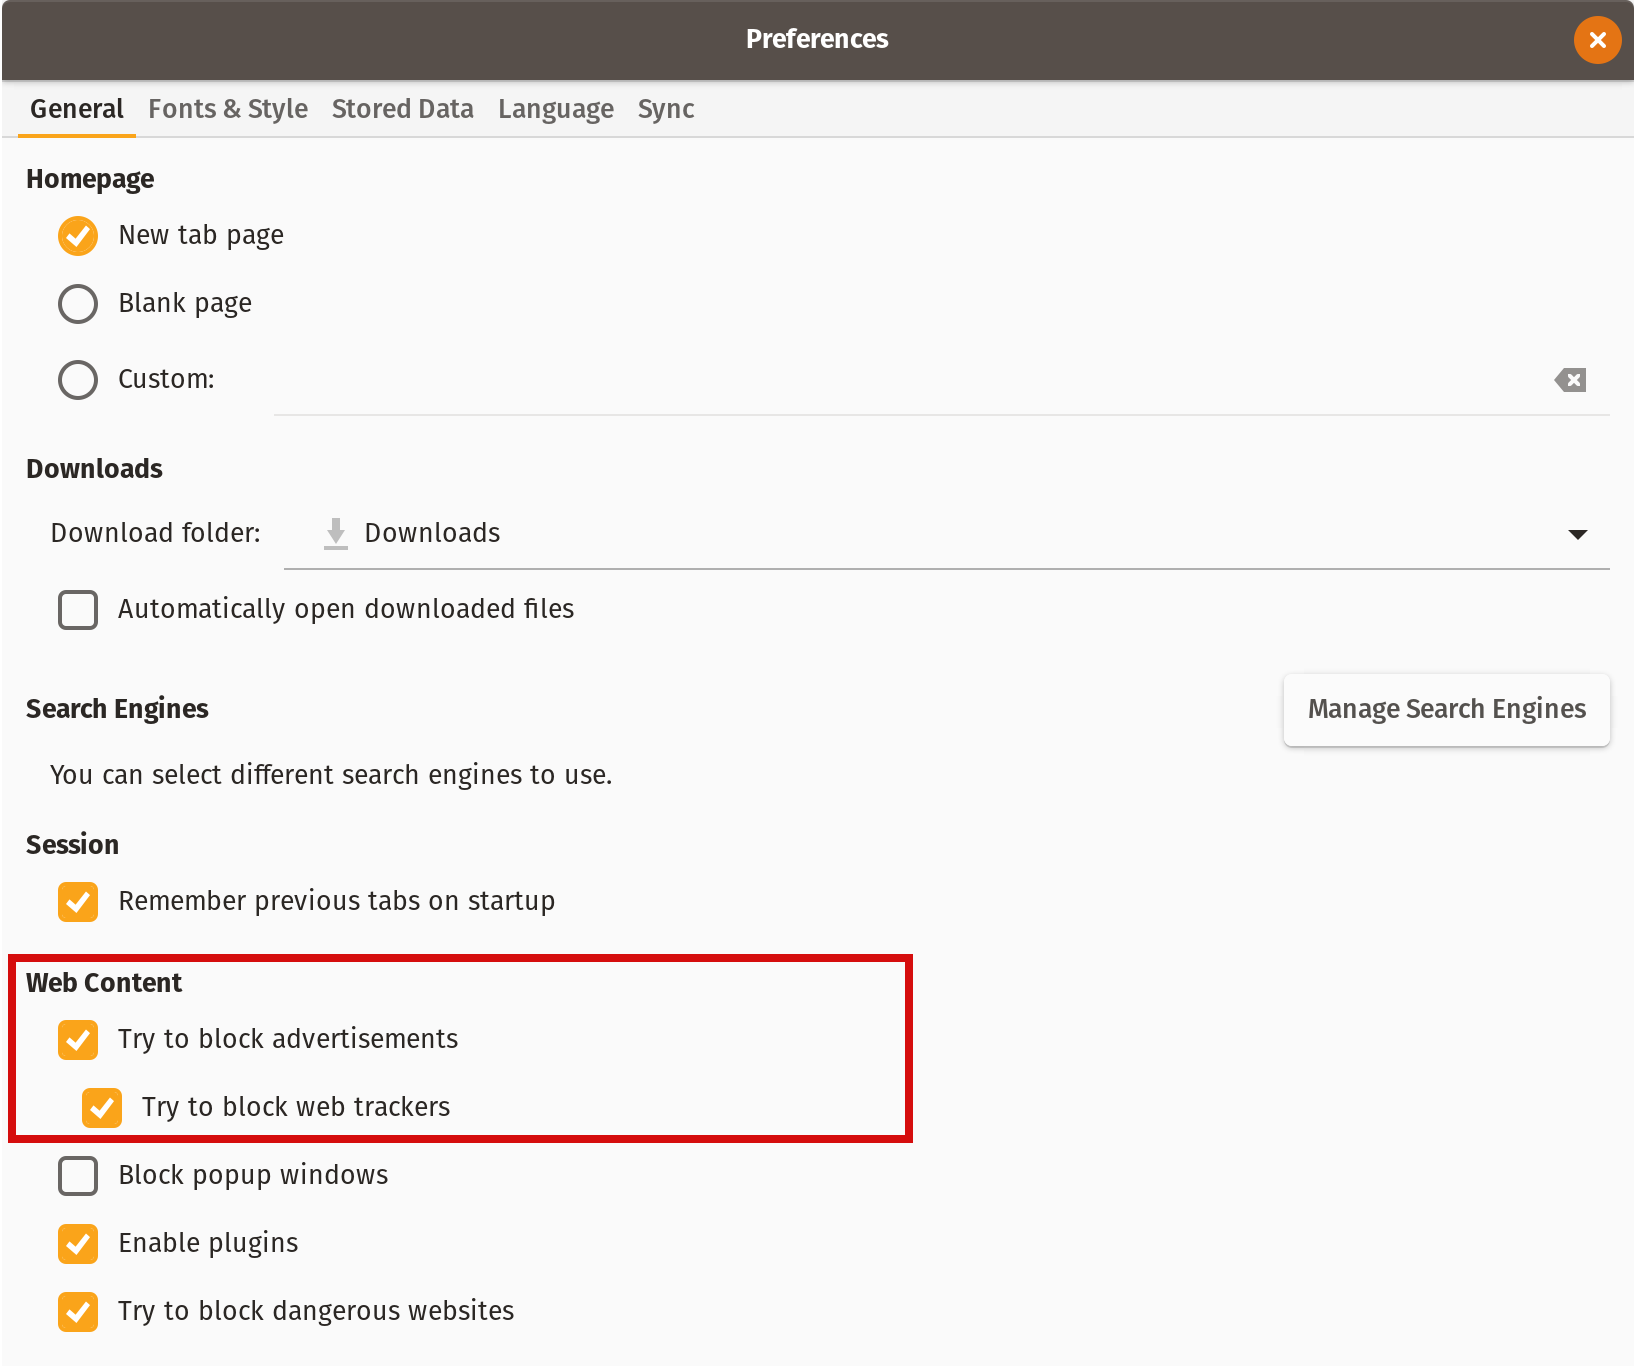 Preferences
General Fonts & Style Stored Data Language Sync
Homepage
New tab page
Blank page
Custom:
Downloads
Download folder: Downloads
Automatically open downloaded files
Search Engines Manage Search Engines
You can select different search engines to use.
Session
Remember previous tabs on startup
Web Content
Try to block advertisements
Try to block web trackers
Block popup windows
Enable plugins
Try to block dangerous websites